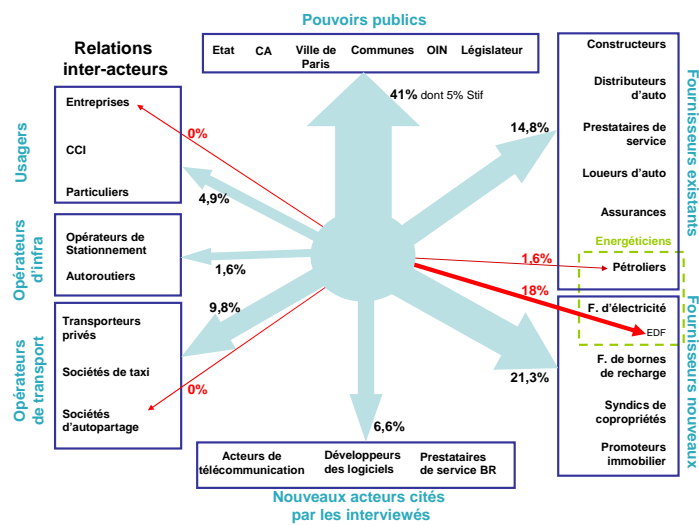 Pouvoirs publics
Relations
inter-acteurs
Etat CA Ville de Paris Communes OIN Législateur
41% dont 5% Stif
Usagers
Entreprises
CCI
Particuliers
0%
4,9%
Opérateurs
d'infra
Opérateurs de
Stationnement
Autoroutiers
1,6%
Opérateurs
de transport
Transporteurs
privés
Sociétés de taxi
Sociétés
d'autopartage
9,8%
0%
14,8%
Fournisseurs existants
Constructeurs
Distributeurs
d'auto
Prestataires de
service
Loueurs d'auto
Assurances
Energéticiens
Pétroliers
1,6%
18%
Fournisseurs nouveaux
F. d'électricité
EDF
F. de bornes
de recharge
Syndics de
copropriétés
Promoteurs
immobilier
21,3%
6,6%
Acteurs de
télécommunication
Développeurs
des logiciels
Prestataires
de service BR
Nouveaux acteurs cités
par les interviewés